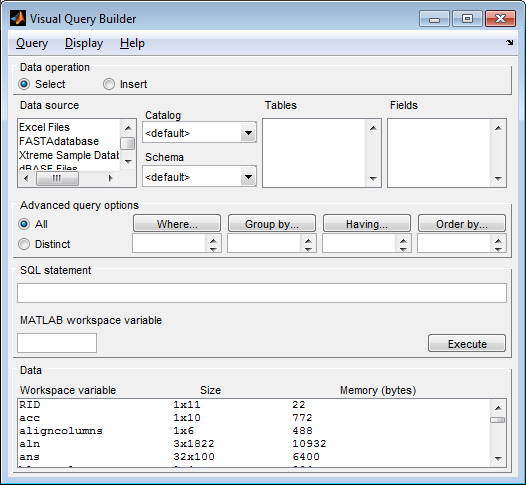 Visual Query Builder
Query Display Help
Data operation
Select Insert
Data source Catalog Tables Fields
Excel Files
FASTAdatabase
Xtreme Sample Datab
dBASE Files
<default>
Schema
<default>
Advanced query options
All Where... Group by... Having... Order by...
Distinct
SQL statement
MATLAB workspace variable
Execute
Data
Workspace variable Size Memory (bytes)
RID 1x11 22
acc 1x10 772
aligncolumns 1x6 488
aln 3x1822 10932
ans 32x100 6400